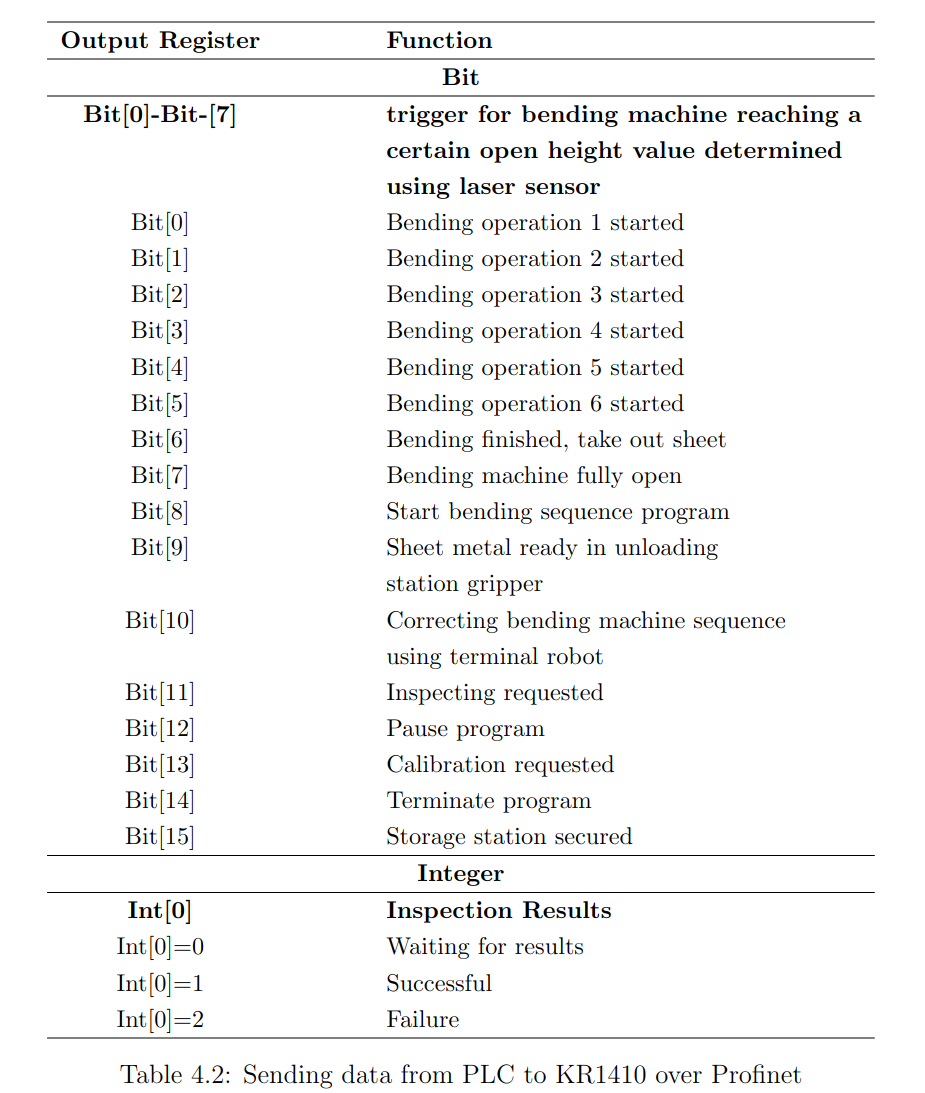 Output Register Function
Bit
Bit[0]-Bit-[7] trigger for bending machine reaching a
certain open height value determined
using laser sensor
Bit[0] Bending operation 1 started
Bit[1] Bending operation 2 started
Bit[2] Bending operation 3 started
Bit[3] Bending operation 4 started
Bit[4] Bending operation 5 started
Bit[5] Bending operation 6 started
Bit[6] Bending finished, take out sheet
Bit[7] Bending machine fully open
Bit[8] Start bending sequence program
Bit[9] Sheet metal ready in unloading
station gripper
Bit[10] Correcting bending machine sequence
using terminal robot
Bit[11] Inspecting requested
Bit[12] Pause program
Bit[13] Calibration requested
Bit[14] Terminate program
Bit[15] Storage station secured
Integer
Int[0] Inspection Results
Int[0]=0 Waiting for results
Int[0]=1 Successful
Int[0]=2 Failure
Table 4.2: Sending data from PLC to KR1410 over Profinet